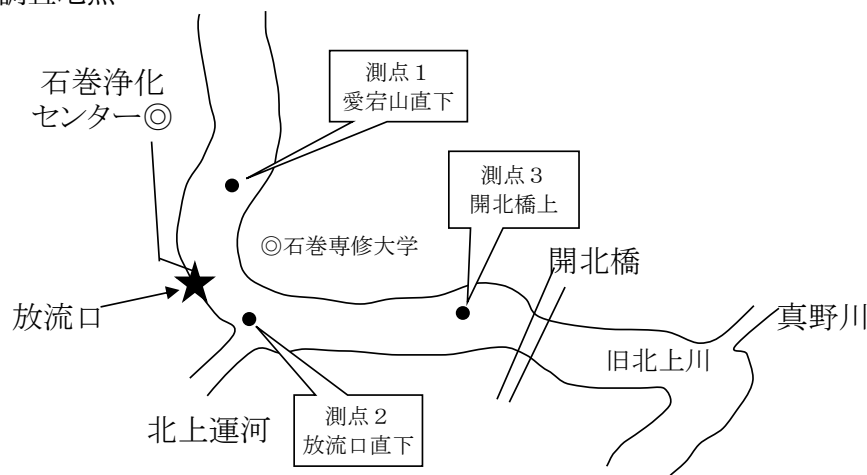 調査地点
石巻浄化
センター◎
測点１
愛宕山直下
測点３
開北橋上
◎石巻専修大学
開北橋
放流口
真野川
旧北上川
北上運河
測点２
放流口直下